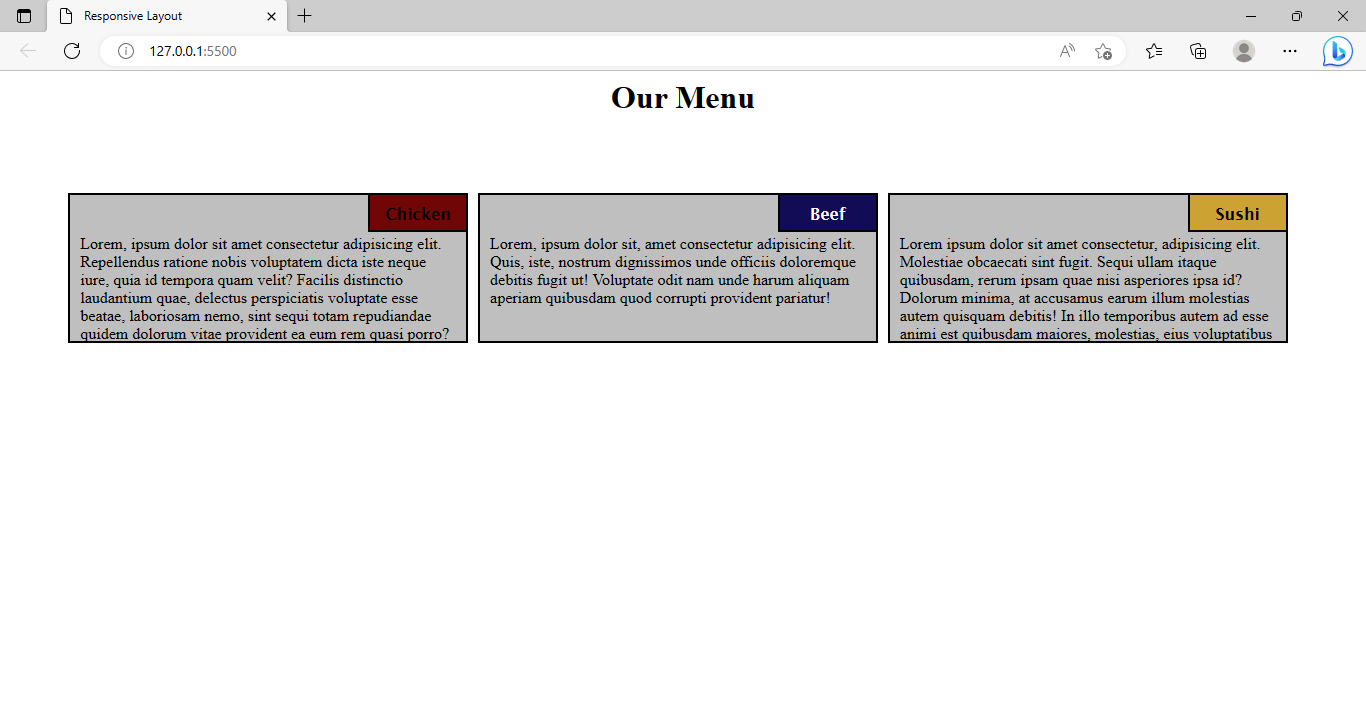 Responsive Layout
127.0.0.1:5500
Our Menu
Chicken
Lorem, ipsum dolor sit amet consectetur adipisicing elit.
Repellendus ratione nobis voluptatem dicta iste neque
iure, quia id tempora quam velit? Facilis distinctio
laudantium quae, delectus perspiciatis voluptate esse
beatae, laboriosam nemo, sint sequi totam repudiandae
quidem dolorum vitae provident ea eum rem quasi porro?
Beef
Lorem, ipsum dolor sit, amet consectetur adipisicing elit.
Quis, iste, nostrum dignissimos unde officiis doloremque
debitis fugit ut! Voluptate odit nam unde harum aliquam
aperiam quibusdam quod corrupti provident pariatur!
Sushi
Lorem ipsum dolor sit amet consectetur, adipisicing elit.
Molestiae obcaecati sint fugit. Sequi ullam itaque
quibusdam, rerum ipsam quae nisi asperiores ipsa id?
Dolorum minima, at accusamus earum illum molestias
autem quisquam debitis! In illo temporibus autem ad esse
animi est quibusdam maiores, molestias, eius voluptatibus